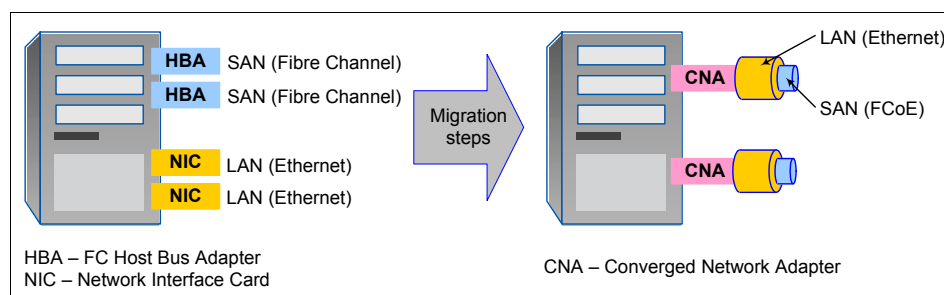 HBA SAN (Fibre Channel)
HBA SAN (Fibre Channel)
NIC LAN (Ethernet)
NIC LAN (Ethernet)
HBA – FC Host Bus Adapter
NIC – Network Interface Card
Migration
steps
LAN (Ethernet)
CNA
SAN (FCoE)
CNA
CNA – Converged Network Adapter